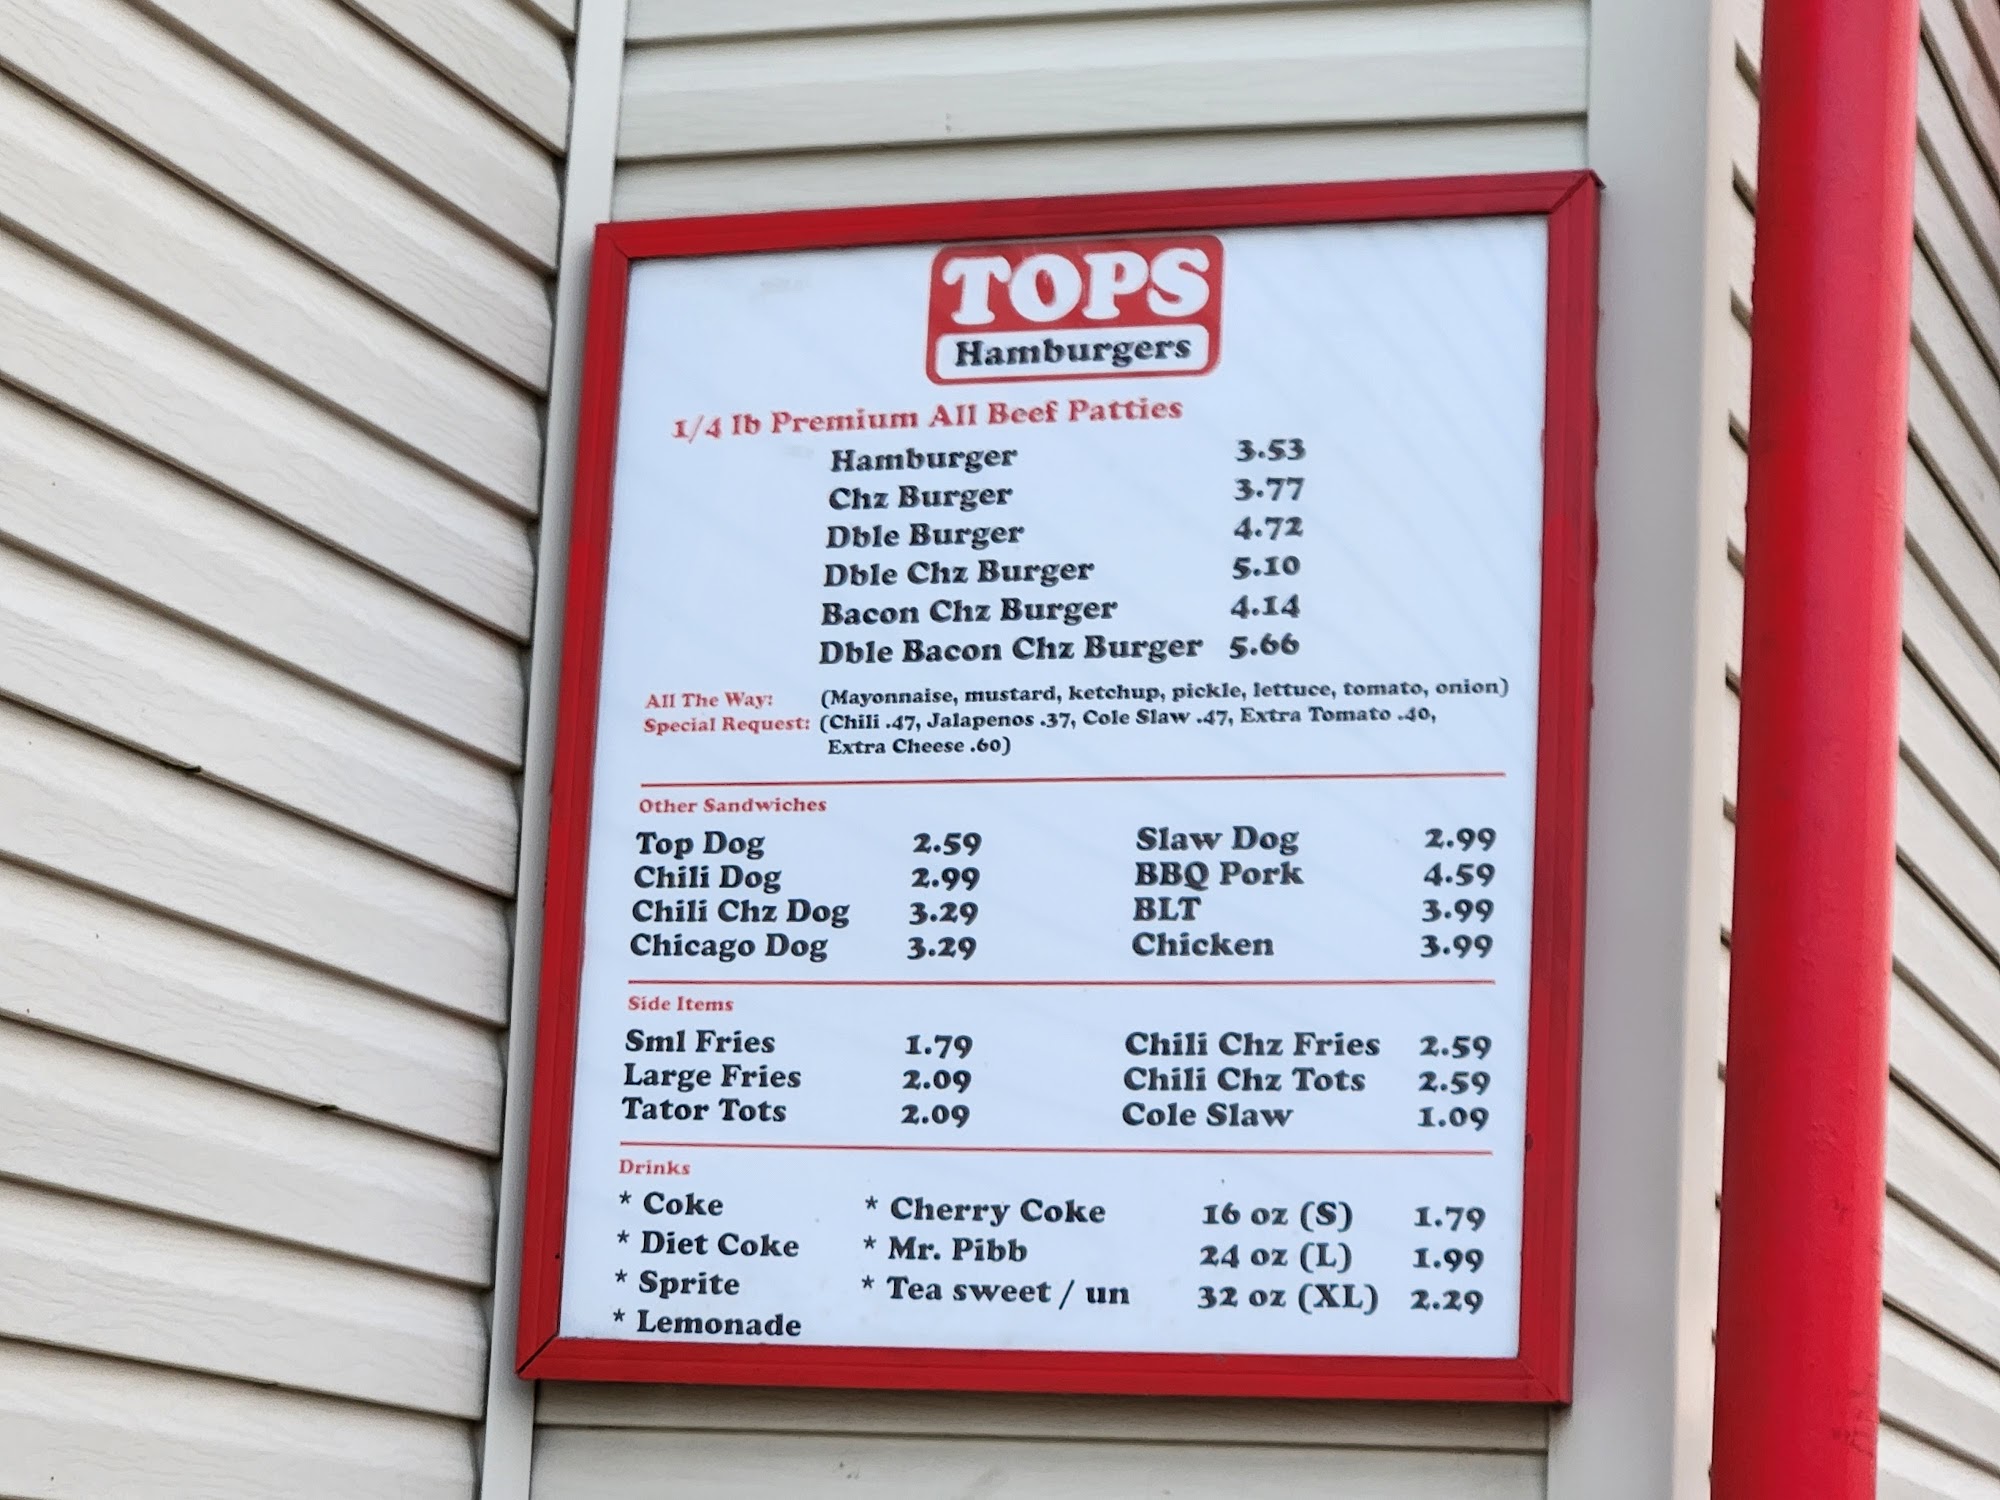 TOPS
Hamburgers
1/4 lb Premium All Beef Patties
Hamburger 3.53
Chz Burger 3.77
Dble Burger 4.72
Dble Chz Burger 5.10
Bacon Chz Burger 4.14
Dble Bacon Chz Burger 5.66
All The Way: (Mayonnaise, mustard, ketchup, pickle, lettuce, tomato, onion)
Special Request: (Chili .47, Jalapenos .37, Cole Slaw .47, Extra Tomato .40,
Extra Cheese .60)
Other Sandwiches
Top Dog 2.59 Slaw Dog 2.99
Chili Dog 2.99 BBQ Pork 4.59
Chili Chz Dog 3.29 BLT 3.99
Chicago Dog 3.29 Chicken 3.99
Side Items
Sml Fries 1.79 Chili Chz Fries 2.59
Large Fries 2.09 Chili Chz Tots 2.59
Tator Tots 2.09 Cole Slaw 1.09
Drinks
* Coke * Cherry Coke 16 oz (S) 1.79
* Diet Coke * Mr. Pibb 24 oz (L) 1.99
* Sprite * Tea sweet / un 32 oz (XL) 2.29
* Lemonade